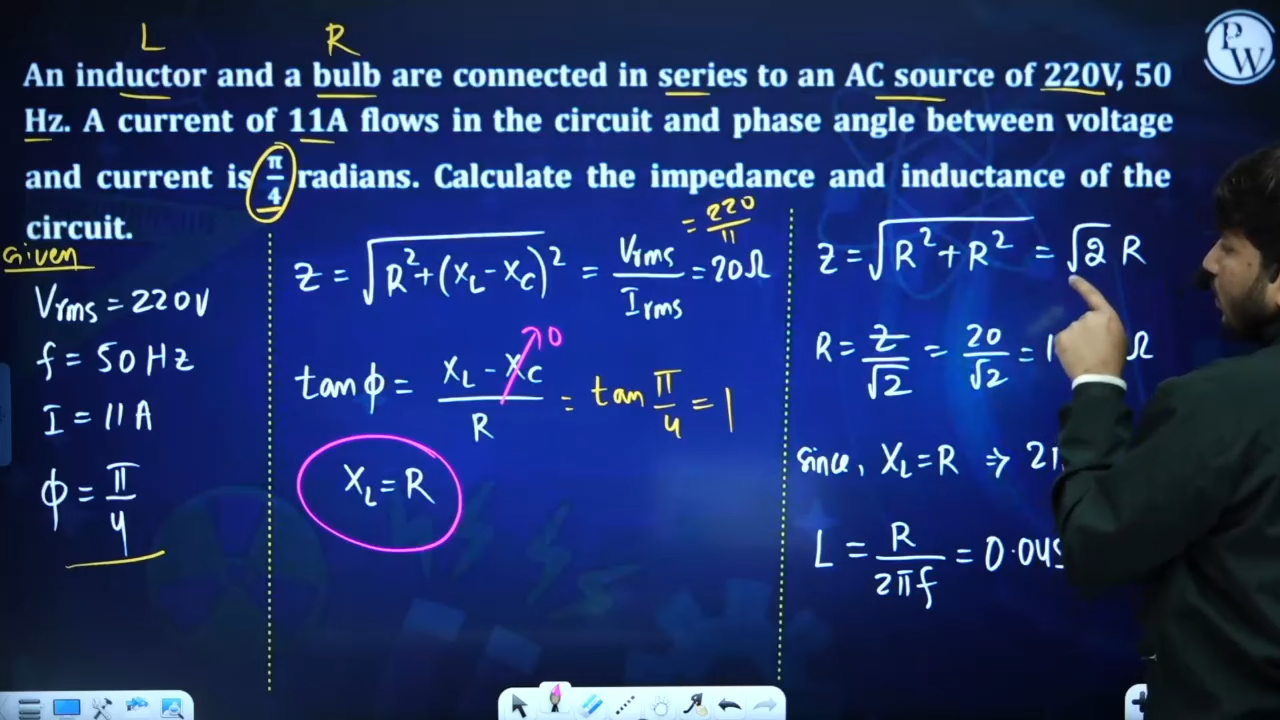 L R
An inductor and a bulb are connected in series to an AC source of 220V, 50
Hz. A current of 11A flows in the circuit and phase angle between voltage
and current is π/4 radians. Calculate the impedance and inductance of the
circuit.
PW
Given
Vrms = 220V
f = 50 Hz
I = 11 A
ϕ = π/4
Z = √(R² + (XL - XC)²) = Vrms/Irms = 20Ω
= 220/11
tan ϕ = (XL - XC)/R = tan π/4 = 1
0
XL = R
Z = √(R² + R²) = √2 R
R = Z/√2 = 20/√2 = 1 Ω
Since, XL = R ⇒ 2π
L = R/2πf = 0.045